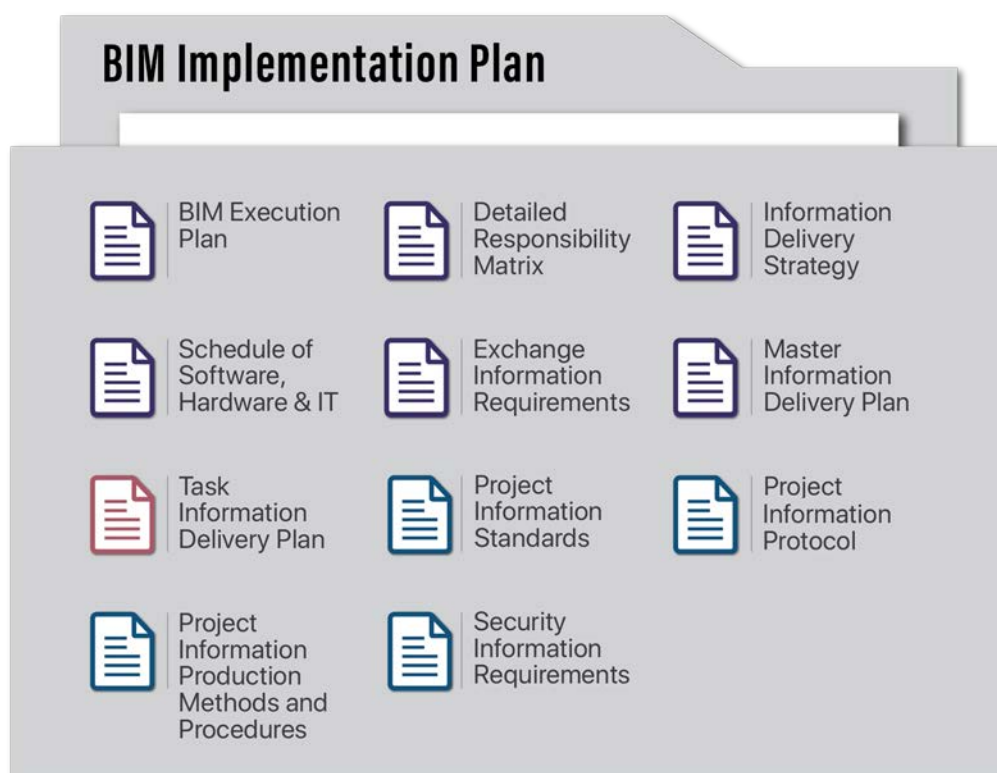 BIM Implementation Plan
BIM Execution
Plan
Detailed
Responsibility
Matrix
Information
Delivery
Strategy
Schedule of
Software,
Hardware & IT
Exchange
Information
Requirements
Master
Information
Delivery Plan
Task
Information
Delivery Plan
Project
Information
Standards
Project
Information
Protocol
Project
Information
Production
Methods and
Procedures
Security
Information
Requirements